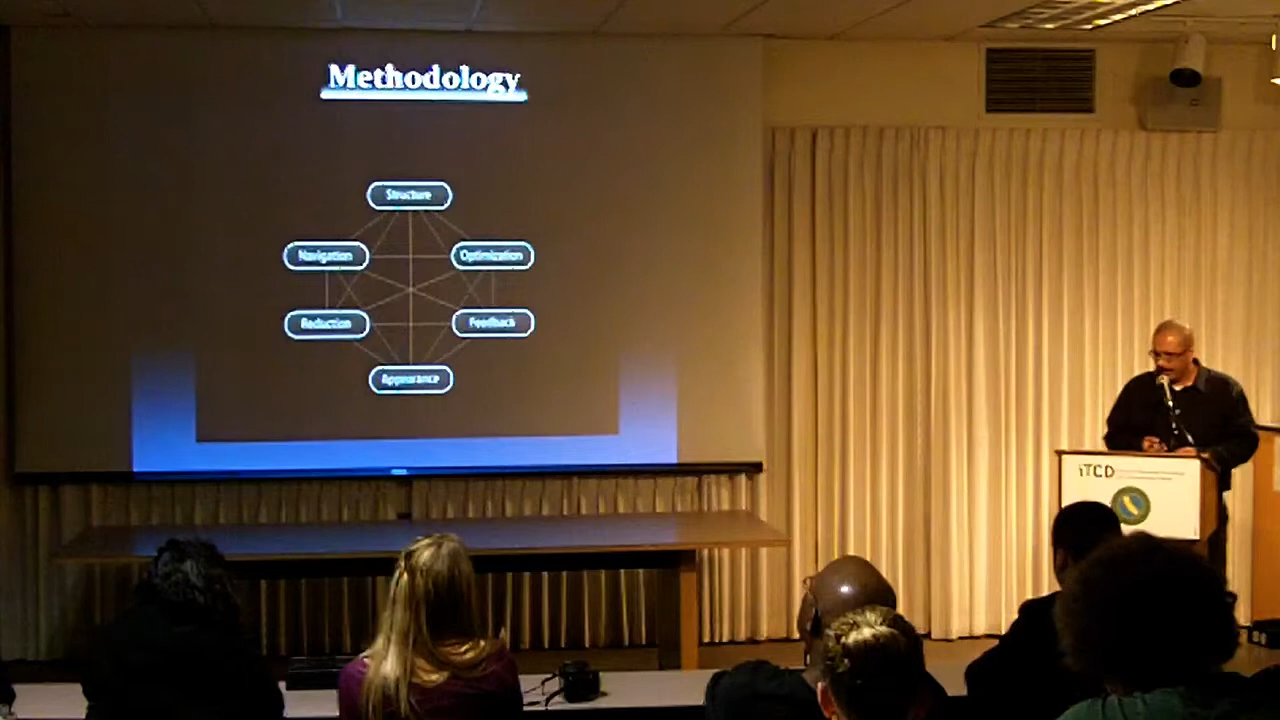 Methodology
Structure
Navigation
Optimization
Reduction
Feedback
Appearance
iTCD